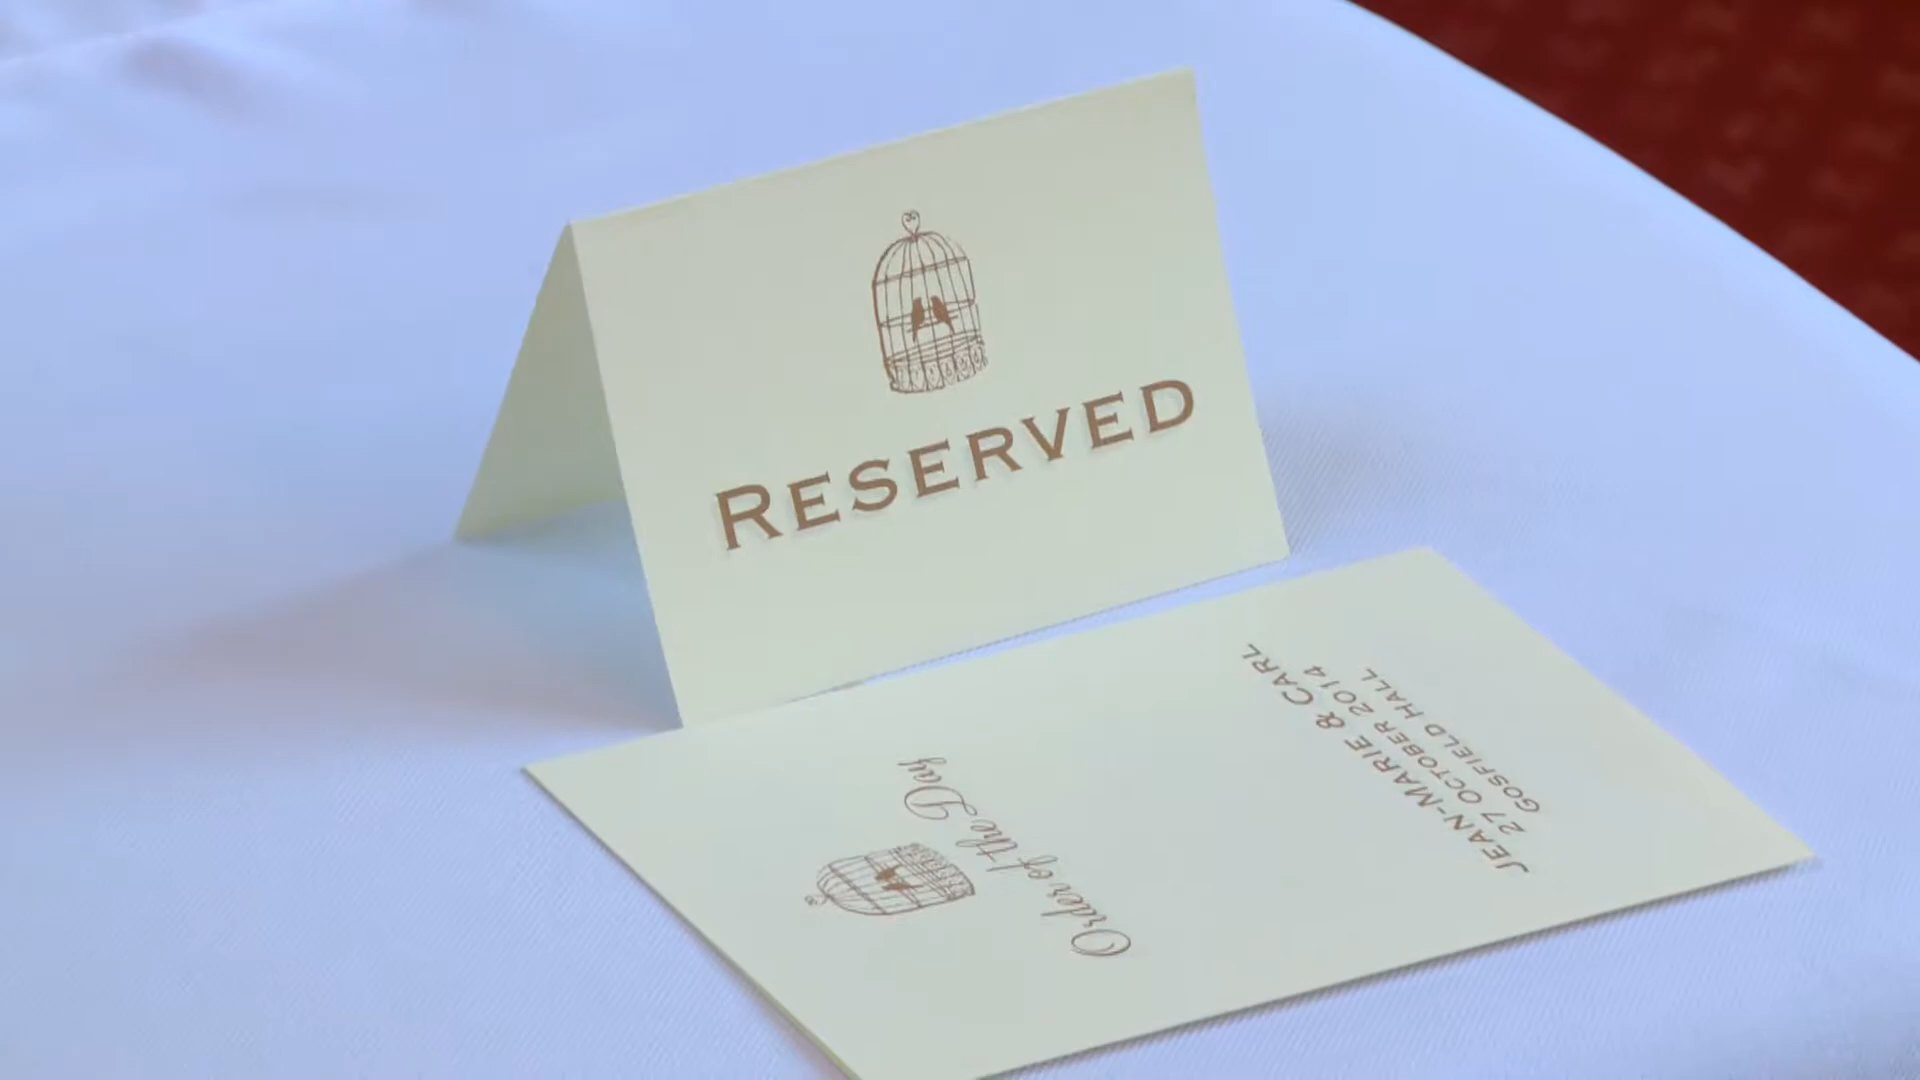 RESERVED
Order of the Day
JEAN-MARIE & CARL
27 OCTOBER 2014
GOSFIELD HALL